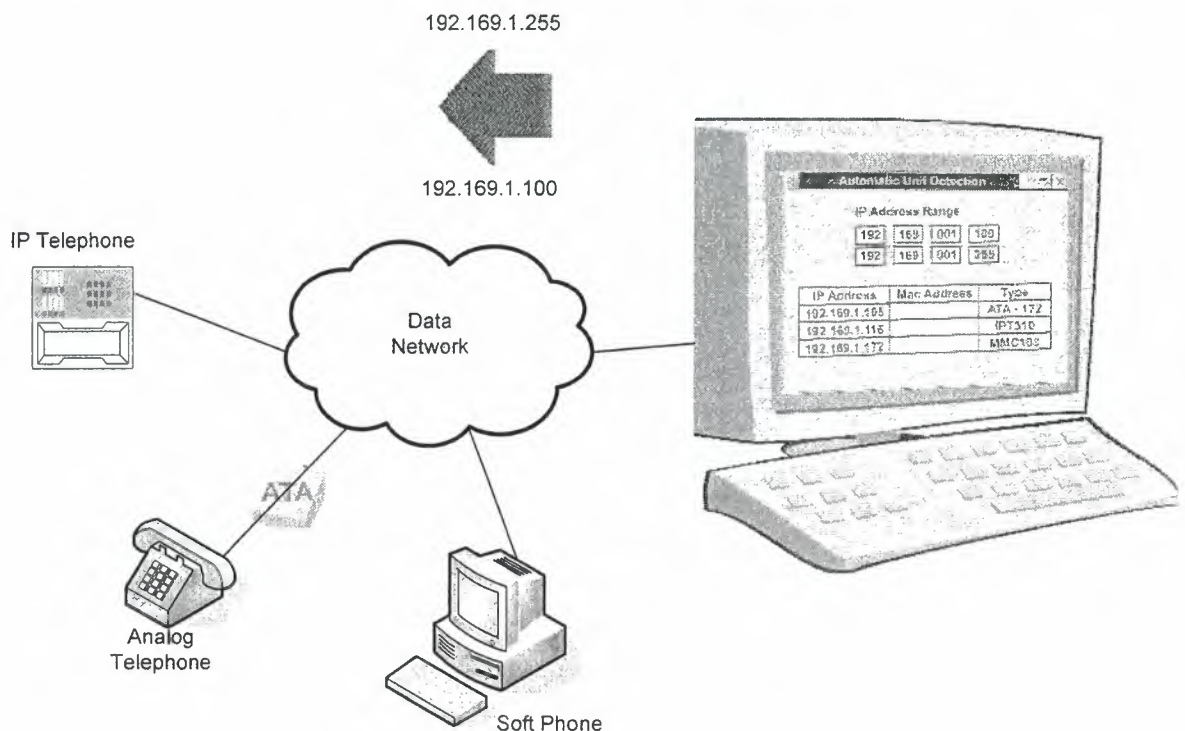 192.169.1.255
192.169.1.100
IP Telephone
Data
Network
ATA
Analog
Telephone
Soft Phone
Automatic Unit Detection
IP Address Range
192 169 001 100
192 169 001 255
IP Address Mac Address Type
192.169.1.105 ATA - 172
192.169.1.116 IPT310
192.169.1.172